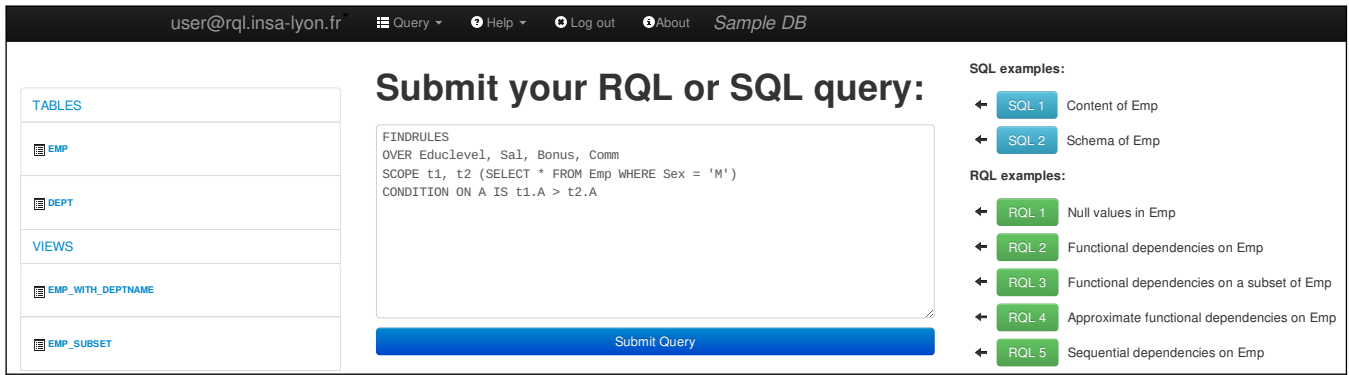 user@rql.insa-lyon.fr Query Help Log out About Sample DB
TABLES
EMP
DEPT
VIEWS
EMP_WITH_DEPTNAME
EMP_SUBSET
Submit your RQL or SQL query:
FINDRULES
OVER Educlevel, Sal, Bonus, Comm
SCOPE t1, t2 (SELECT * FROM Emp WHERE Sex = 'M')
CONDITION ON A IS t1.A > t2.A
Submit Query
SQL examples:
SQL 1 Content of Emp
SQL 2 Schema of Emp
RQL examples:
RQL 1 Null values in Emp
RQL 2 Functional dependencies on Emp
RQL 3 Functional dependencies on a subset of Emp
RQL 4 Approximate functional dependencies on Emp
RQL 5 Sequential dependencies on Emp